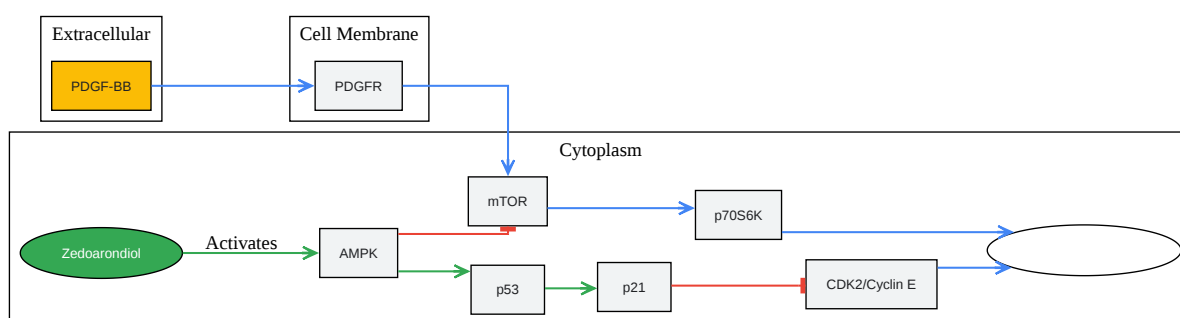 Extracellular
Cell Membrane
PDGF-BB
PDGFR
Cytoplasm
mTOR
p70S6K
Zedoarondiol
Activates
AMPK
p53
p21
CDK2/Cyclin E